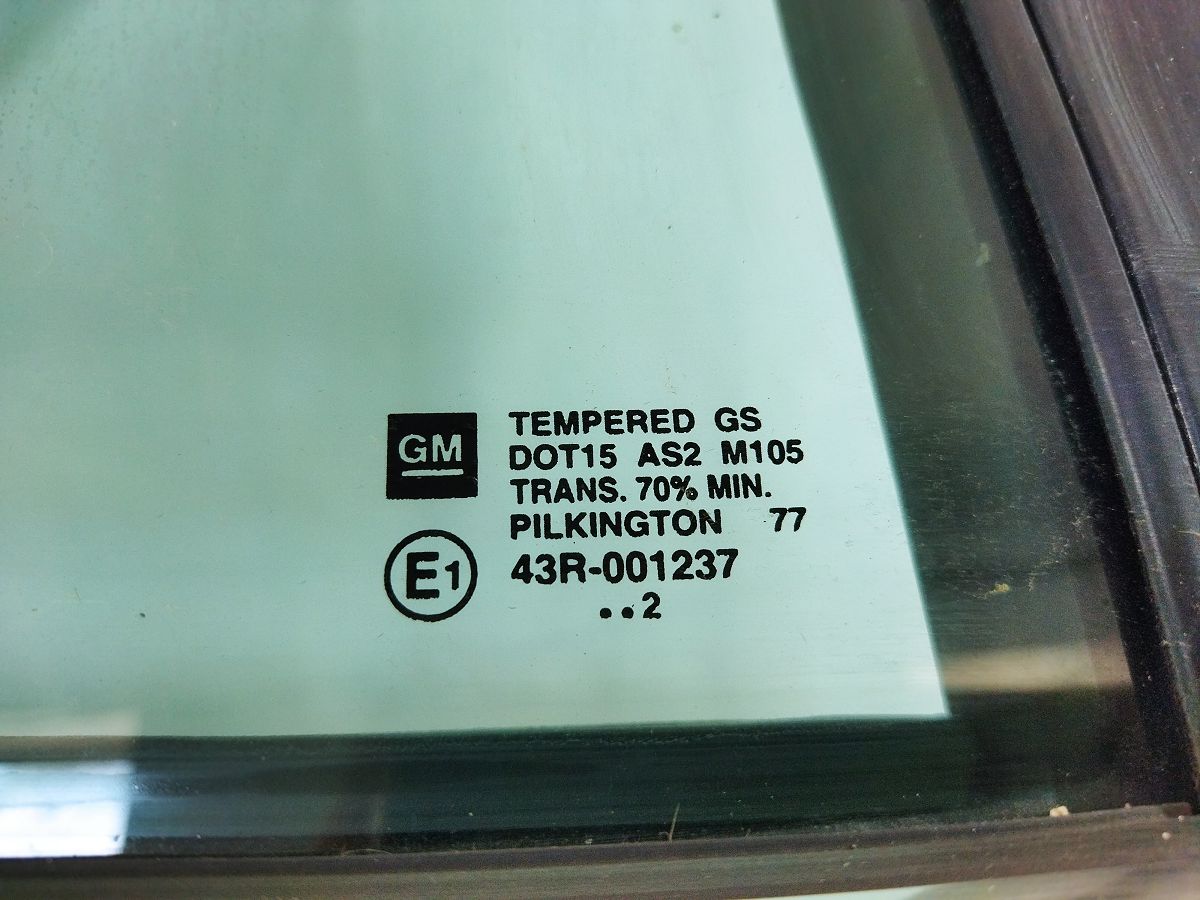 GM
TEMPERED GS
DOT15 AS2 M105
TRANS. 70% MIN.
PILKINGTON 77
E1
43R-001237
..2